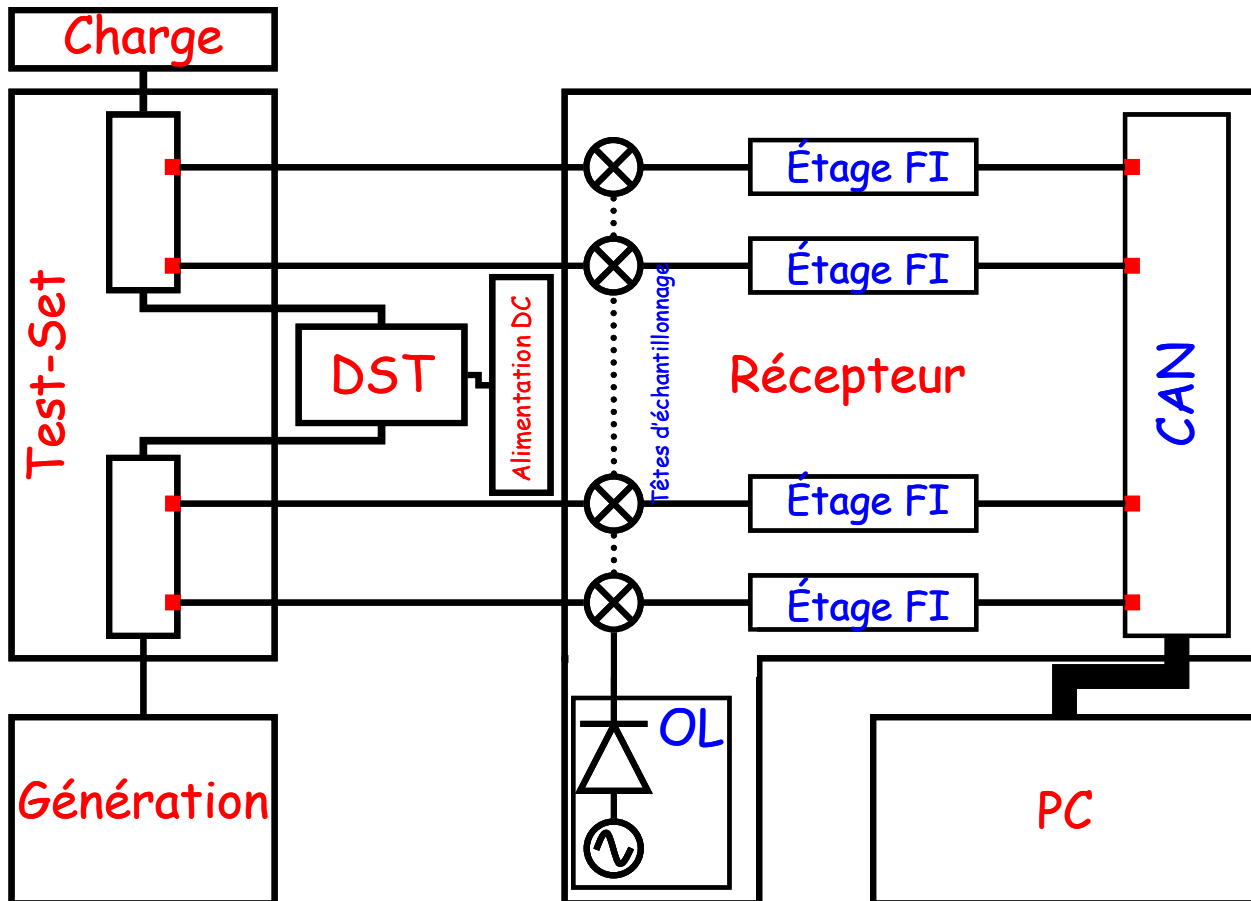 Charge
Étage FI
Étage FI
Test-Set
DST
Alimentation DC
Têtes d'échantillonnage
Récepteur
CAN
Étage FI
Étage FI
OL
Génération
PC